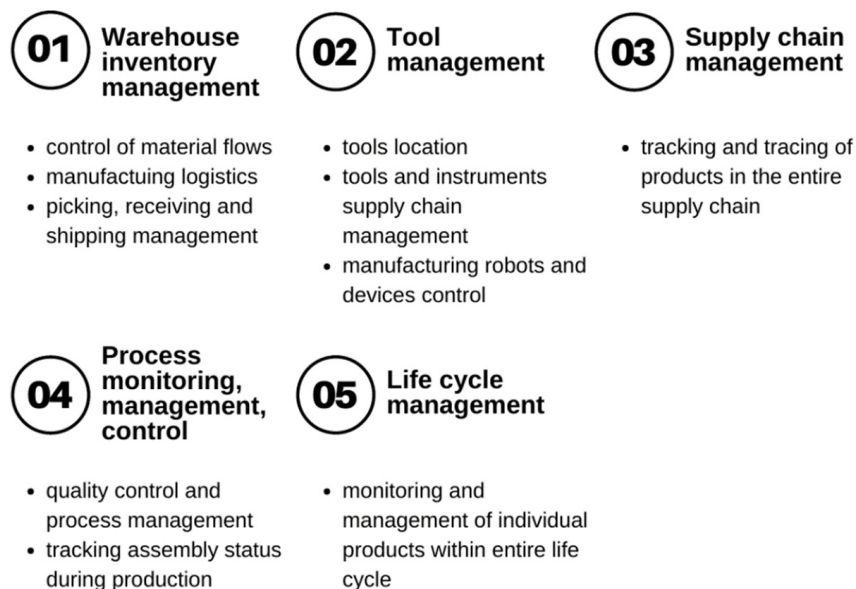 01
Warehouse
inventory
management
control of material flows
manufactuing logistics
picking, receiving and
shipping management
02
Tool
management
tools location
tools and instruments
supply chain
management
manufacturing robots and
devices control
03
Supply chain
management
tracking and tracing of
products in the entire
supply chain
04
Process
monitoring,
management,
control
quality control and
process management
tracking assembly status
during production
05
Life cycle
management
monitoring and
management of individual
products within entire life
cycle